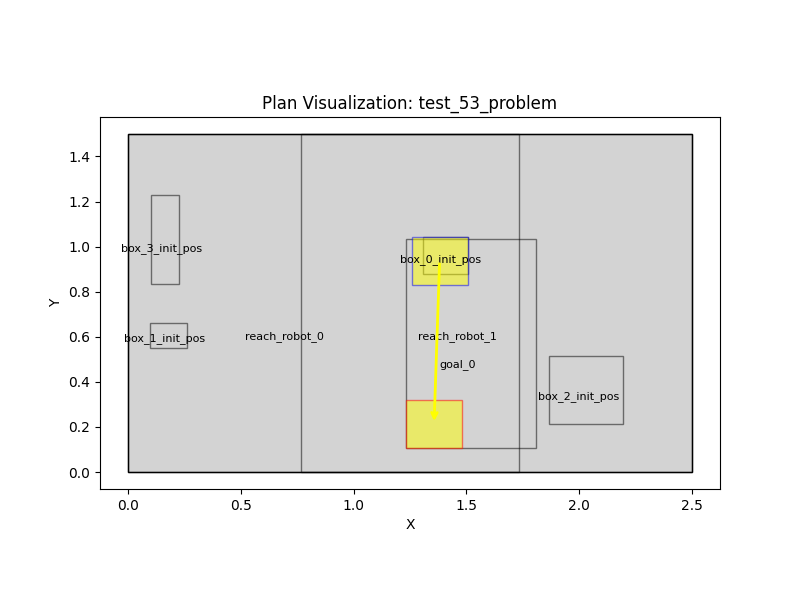 Plan Visualization: test_53_problem
Y
1.4
1.2
1.0
0.8
0.6
0.4
0.2
0.0
box_3_init_pos
box_0_init_pos
box_1_init_pos
reach_robot_0
reach_robot_1
goal_0
box_2_init_pos
0.0
0.5
1.0
1.5
2.0
2.5
X